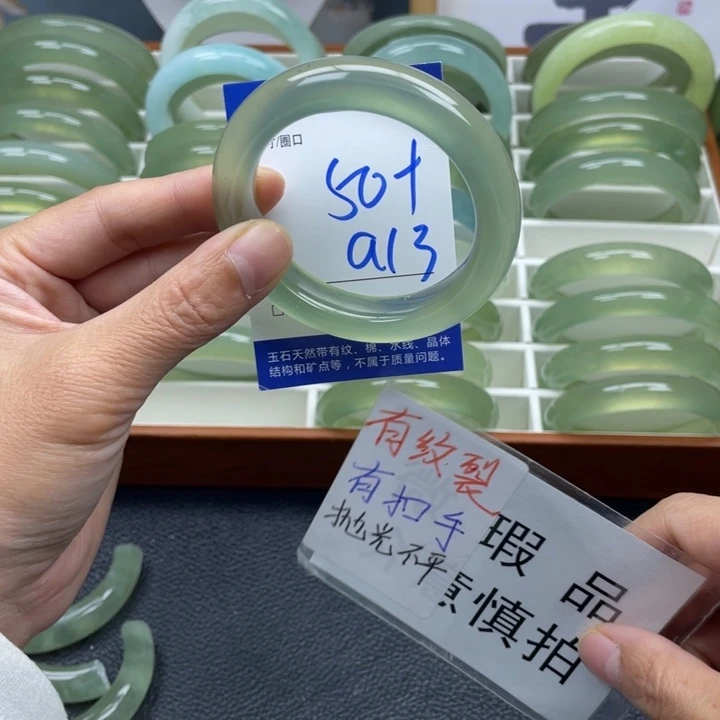 寸/圈口
50+
a13
玉石天然带有纹、棉、水线、晶体
结构和矿点等，不属于质量问题。
有纹.裂
有扣手
抛光不平
瑕 品
慎拍